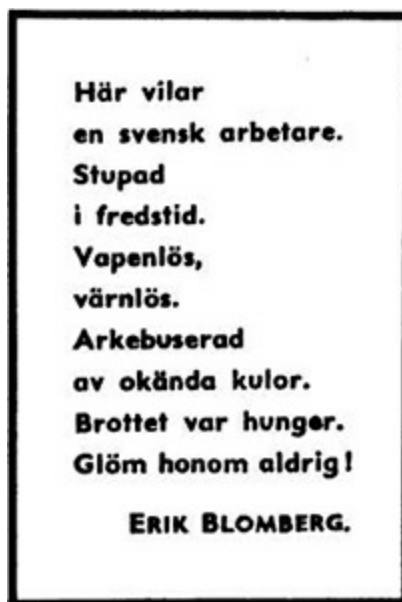 Här vilar
en svensk arbetare.
Stupad
i fredstid.
Vapenlös,
värnlös.
Arkebuserad
av okända kulor.
Brottet var hunger.
Glöm honom aldrig!
ERIK BLOMBERG.